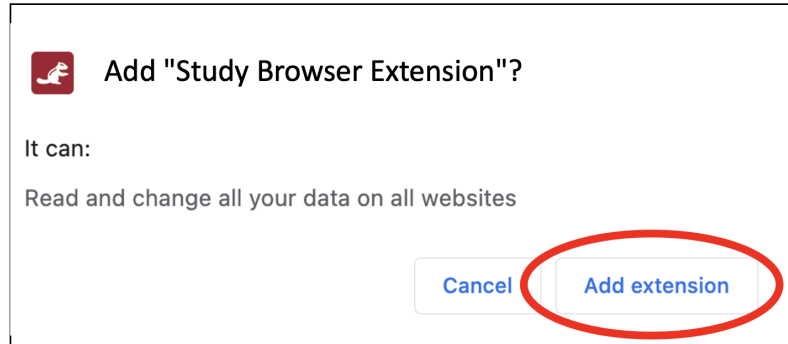 Add "Study Browser Extension"?
It can:
Read and change all your data on all websites
Cancel
Add extension